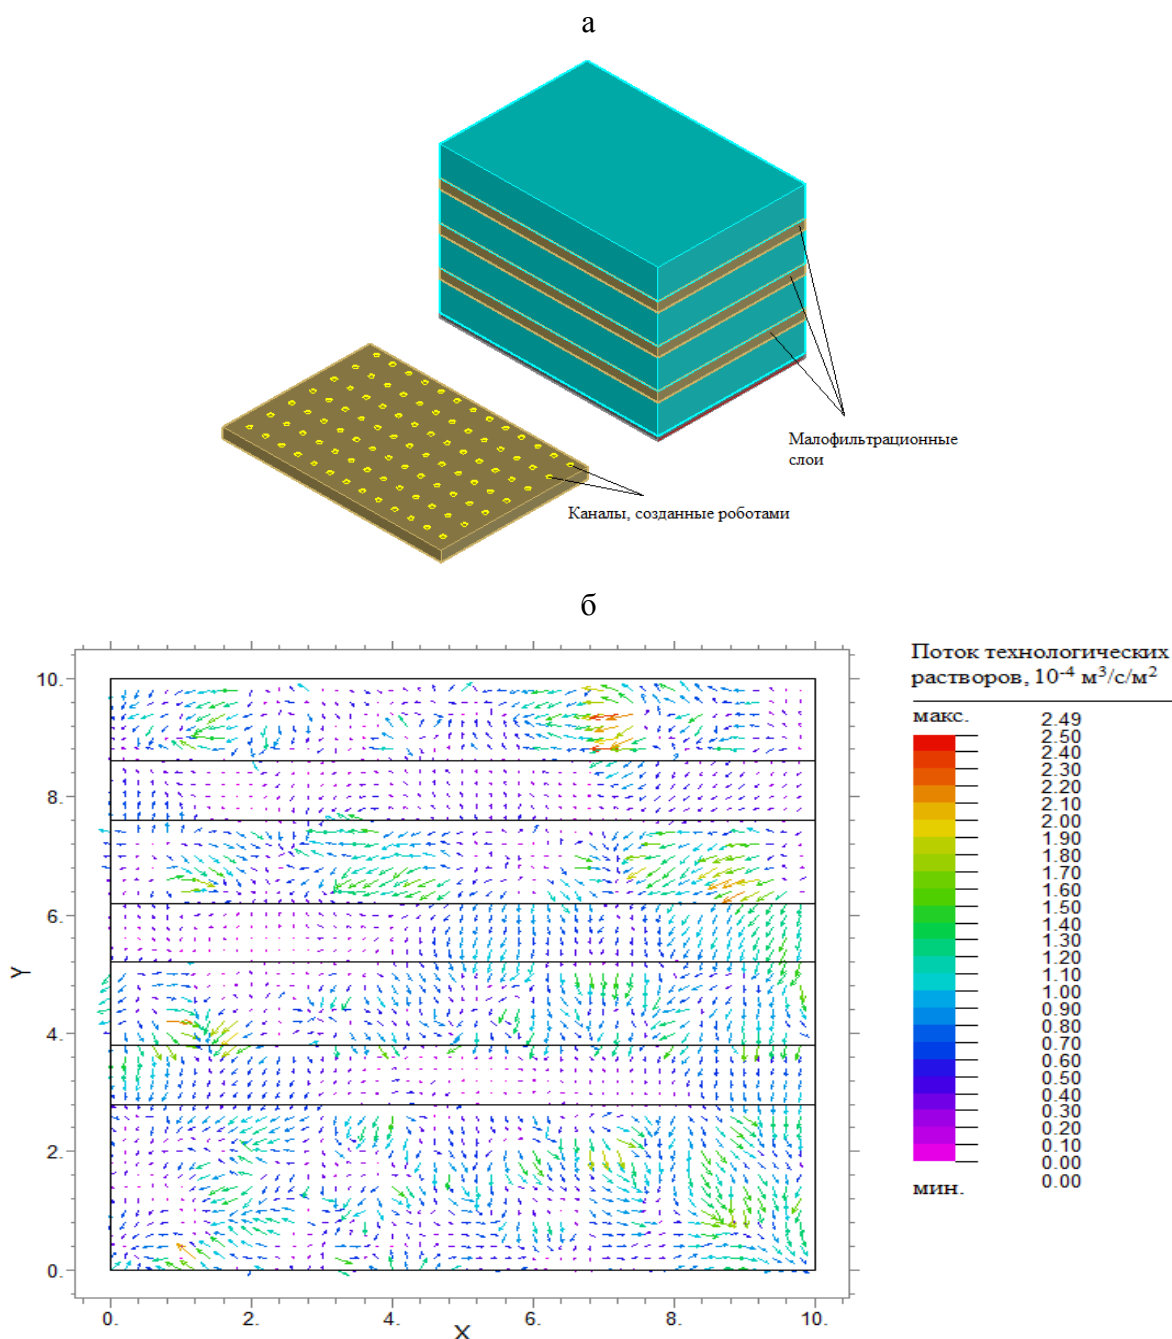 а
Малофильтрационные
слои
Каналы, созданные роботами
б
Поток технологических
растворов, 10⁻⁴ м³/с/м²
макс. 2.49
2.50
2.40
2.30
2.20
2.10
2.00
1.90
1.80
1.70
1.60
1.50
1.40
1.30
1.20
1.10
1.00
0.90
0.80
0.70
0.60
0.50
0.40
0.30
0.20
0.10
0.00
мин. 0.00
10.
8.
6.
4.
2.
0.
Y
0. 2. 4. 6. 8. 10.
X